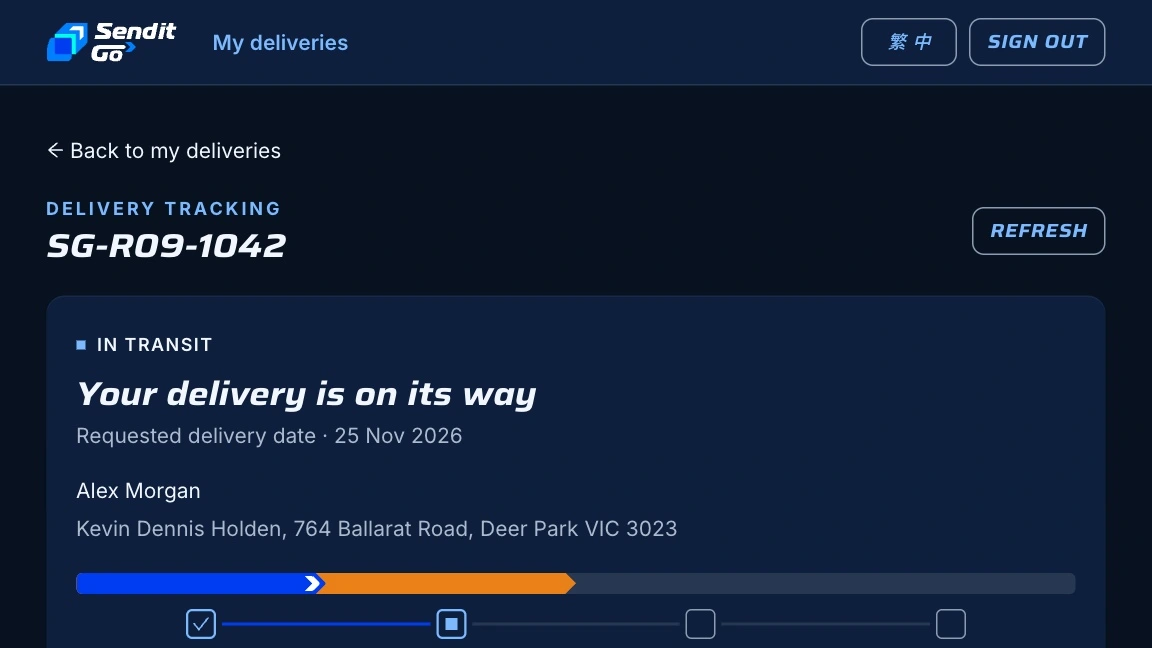 Sendit
Go
My deliveries
繁中
SIGN OUT
← Back to my deliveries
DELIVERY TRACKING
SG-R09-1042
REFRESH
IN TRANSIT
Your delivery is on its way
Requested delivery date · 25 Nov 2026
Alex Morgan
Kevin Dennis Holden, 764 Ballarat Road, Deer Park VIC 3023